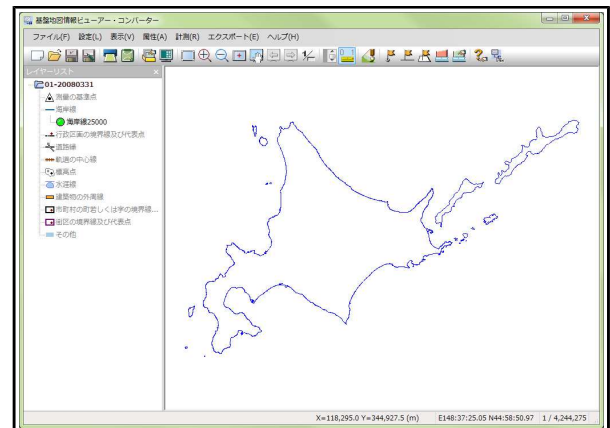 基盤地図情報ビューアー・コンバーター
ファイル(F) 設定(L) 表示(V) 属性(A) 計測(R) エクスポート(E) ヘルプ(H)
レイヤーリスト
01-20080331
測量の基準点
海岸線
海岸線25000
行政区画の境界線及び代表点
道路縁
軌道の中心線
標高点
水涯線
建築物の外周線
市町村の町若しくは字の境界線...
街区の境界線及び代表点
その他
X=118,295.0 Y=344,927.5 (m) E148:37:25.05 N44:58:50.97 1 / 4,244,275